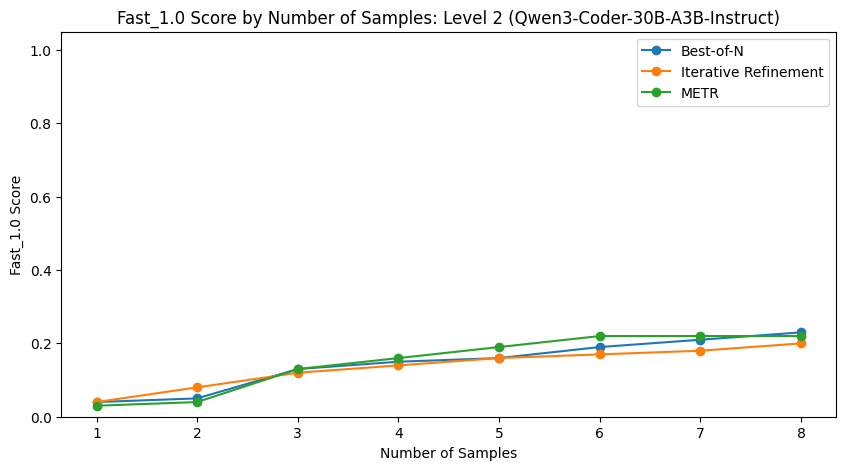 Fast_1.0 Score by Number of Samples: Level 2 (Qwen3-Coder-30B-A3B-Instruct)
Best-of-N
Iterative Refinement
METR
1.0
0.8
0.6
0.4
0.2
0.0
Fast_1.0 Score
1 2 3 4 5 6 7 8
Number of Samples